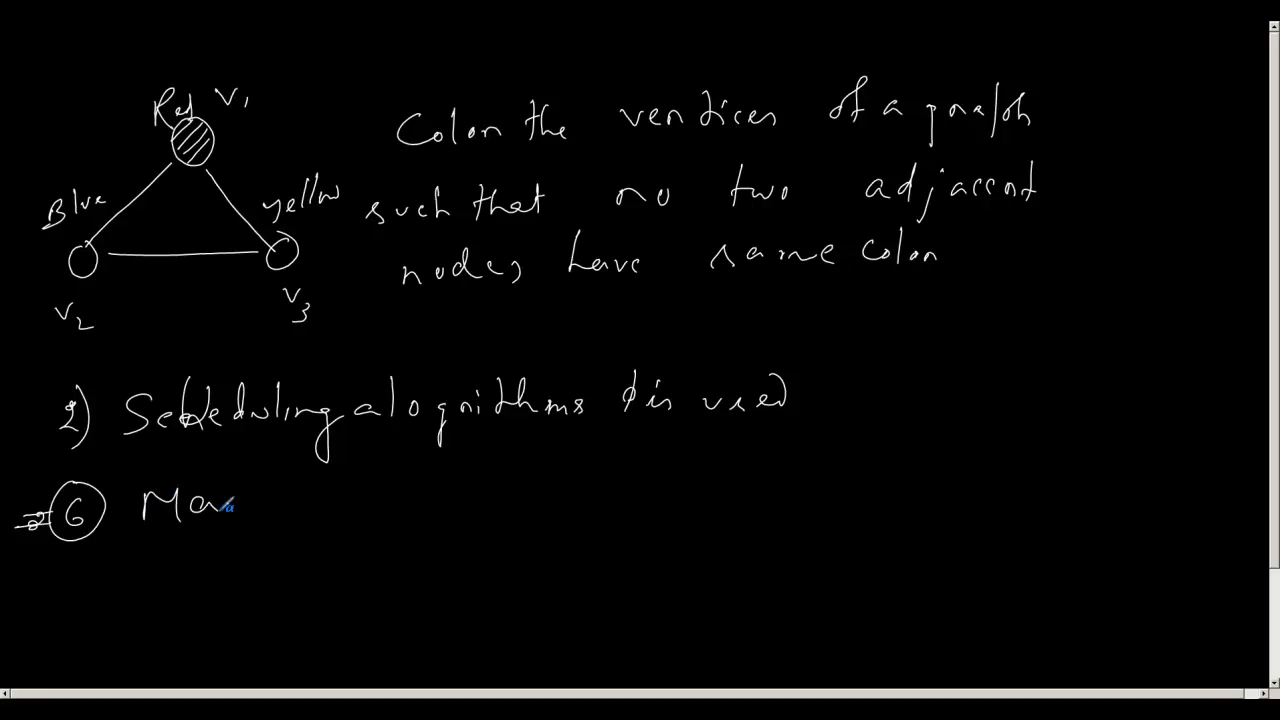 Red V1
Color the vertices of a graph
Blue
yellow
such that no two adjacent
nodes have same color
V2
V3
2) Scheduling alogrithms is used
6 Ma